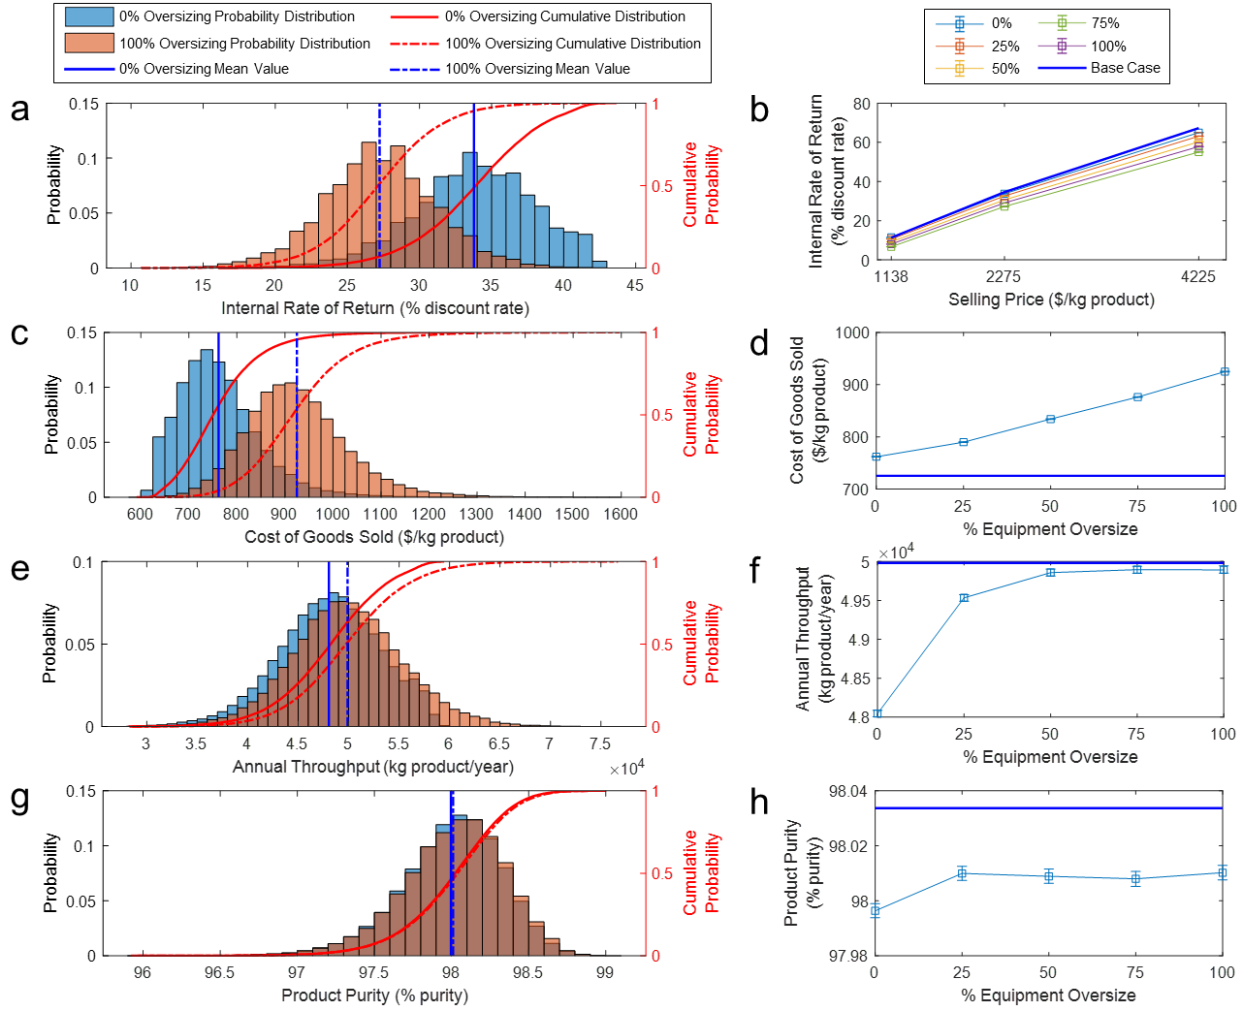 0% Oversizing Probability Distribution
0% Oversizing Cumulative Distribution
100% Oversizing Probability Distribution
100% Oversizing Cumulative Distribution
0% Oversizing Mean Value
100% Oversizing Mean Value
0%
75%
25%
100%
50%
Base Case
a
0.15
0.1
0.05
0
Probability
1
0.5
0
Cumulative
Probability
10 15 20 25 30 35 40 45
Internal Rate of Return (% discount rate)
b
80
60
40
20
0
Internal Rate of Return
(% discount rate)
1138 2275 4225
Selling Price ($/kg product)
c
0.15
0.1
0.05
0
Probability
1
0.5
0
Cumulative
Probability
600 700 800 900 1000 1100 1200 1300 1400 1500 1600
Cost of Goods Sold ($/kg product)
d
1000
900
800
700
Cost of Goods Sold
($/kg product)
0 25 50 75 100
% Equipment Oversize
e
0.1
0.05
0
Probability
1
0.5
0
Cumulative
Probability
3 3.5 4 4.5 5 5.5 6 6.5 7 7.5
×10⁴
Annual Throughput (kg product/year)
f
×10⁴
5
4.95
4.9
4.85
4.8
Annual Throughput
(kg product/year)
0 25 50 75 100
% Equipment Oversize
g
0.15
0.1
0.05
0
Probability
1
0.5
0
Cumulative
Probability
96 96.5 97 97.5 98 98.5 99
Product Purity (% purity)
h
98.04
98.02
98
97.98
Product Purity
(% purity)
0 25 50 75 100
% Equipment Oversize